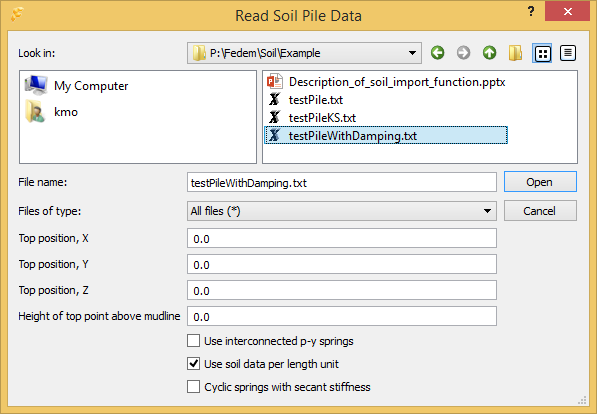 Read Soil Pile Data
?
Look in:
P:\Fedem\Soil\Example
My Computer
kmo
Description_of_soil_import_function.pptx
testPile.txt
testPileKS.txt
testPileWithDamping.txt
File name:
testPileWithDamping.txt
Open
Files of type:
All files (*)
Cancel
Top position, X
0.0
Top position, Y
0.0
Top position, Z
0.0
Height of top point above mudline
0.0
Use interconnected p-y springs
Use soil data per length unit
Cyclic springs with secant stiffness